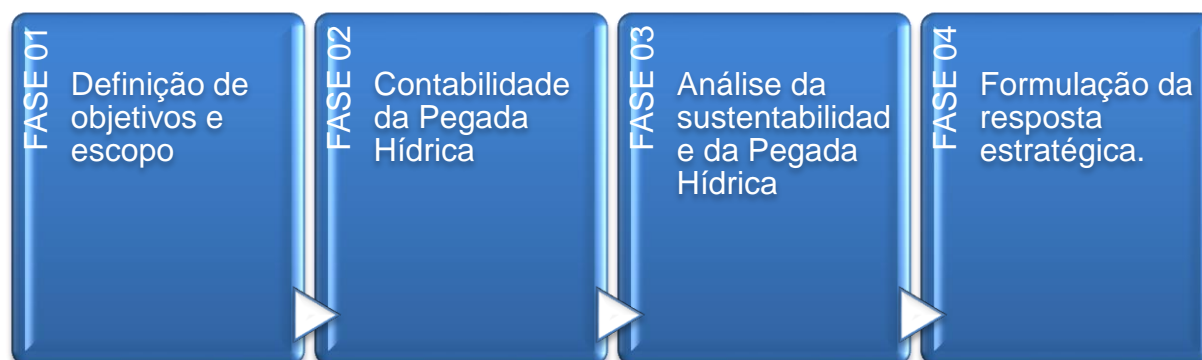 FASE 01
Definição de
objetivos e
escopo
FASE 02
Contabilidade
da Pegada
Hídrica
FASE 03
Análise da
sustentabilidad
e da Pegada
Hídrica
FASE 04
Formulação da
resposta
estratégica.